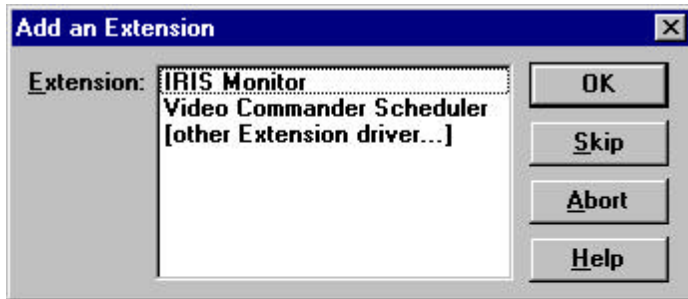 Add an Extension
Extension:
IRIS Monitor
Video Commander Scheduler
[other Extension driver...]
OK
Skip
Abort
Help